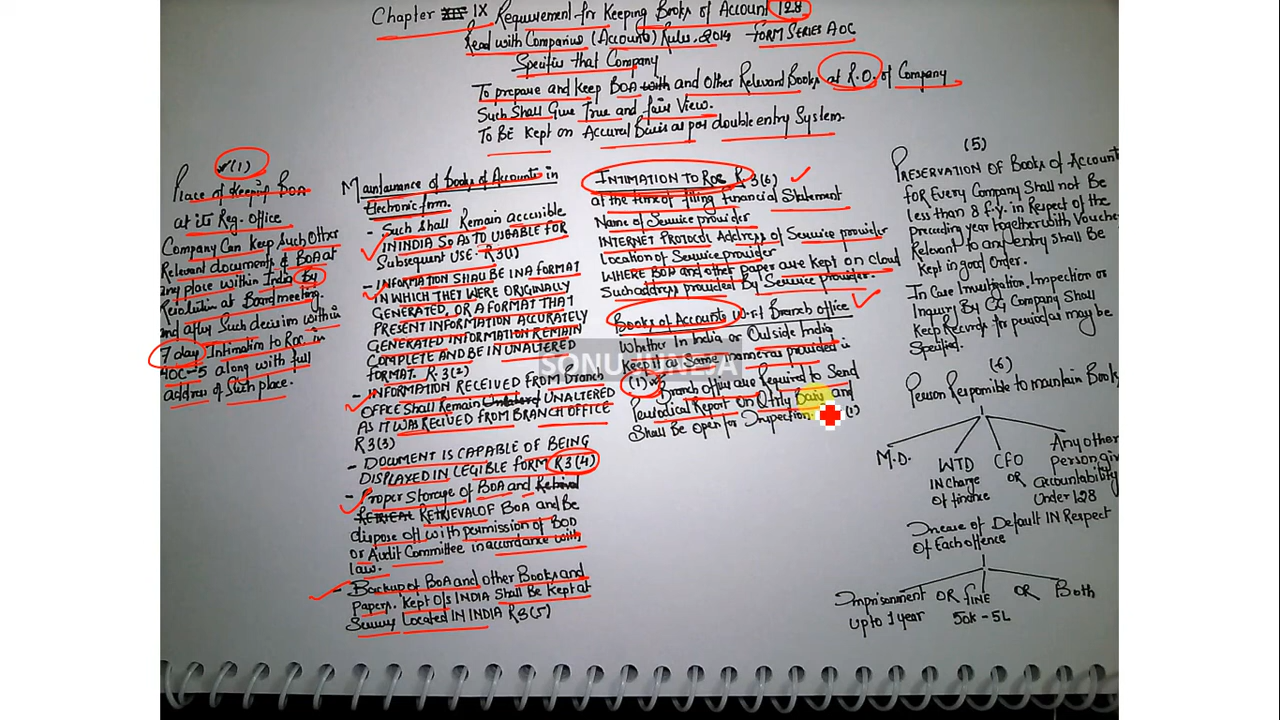 Chapter IX Requirement for Keeping Books of Account 128
Read with Companies (Accounts) Rules, 2014 FORM SERIES AOC
Specifies that Company
To prepare and keep BOA with and Other Relevant Books at R.O. of Company
Such Shall Give True and fair View.
To BE Kept on Accural Basis as per double entry System.
(1)
Place of Keeping BOA
at its Reg. office
Company Can Keep Such Other
Relevant documents & BOA at
any place within India By
Resolution at Board meeting.
and after Such decision within
7 day Intimation to Roc in
AOC-5 along with full
address of Such place.
Maintainance of Books of Accounts in
Electronic form.
- Such shall Remain accessible
IN INDIA SO AS TO USABLE FOR
Subsequent USE. R3(1)
- INFORMATION SHALL BE IN A FORMAT
IN WHICH THEY WERE ORIGINALLY
GENERATED, OR A FORMAT THAT
PRESENT INFORMATION ACCURATELY
GENERATED INFORMATION REMAIN
COMPLETE AND BE IN UNALTERED
FORMAT. R3(2)
- INFORMATION RECEIVED FROM Branch
OFFICE Shall Remain UNALTERED
AS IT WAS RECIVED FROM BRANCH OFFICE
R3(3)
- DOCUMENT IS CAPABLE OF BEING
DISPLAYED IN LEGIBLE FORM R3(4)
- Proper Storage of BOA and Retrival
RETRIEVAL OF BOA and Be
dispose off with permission of BOD
or Audit Committee in accordance with
law.
- Backup of BOA and other Books and
Papers. Kept O/s INDIA Shall Be Kept at
Located IN INDIA R3(5)
INTIMATION TO ROC R3(6)
at the time of filing financial Statement
Name of Service provider
INTERNET PROTOCOL Address of Service provider
Location of Service provider
WHERE BOA and other paper are kept on cloud
Such address provided By Service provider.
Books of Accounts w.r.t Branch office
Whether In India or Outside India
Keep in Same manner as provided in
(1)
Branch office are Required to Send
Periodical Report on Qtrly Basis and
Shall Be open for Inspection. (1)
SONU JUNEJA
(5)
PRESERVATION OF Books of Account
FOR Every Company Shall not Be
less than 8 f.y. in Respect of the
Preceeding year together with Voucher
Relevant to any entry shall be
Kept in good Order.
In Case Investigation, Inspection or
Inquiry By CG Company Shall
Keep Records for period as may be
Specified.
(6)
Person Responsible to maintain Books
M.D. WTD CFO Any other
IN Charge OR person
Of finance accountability
Under 128
Incase of Default IN Respect
Of Each offence
Imprisonment OR FINE OR Both
upto 1 year 50K - 5L